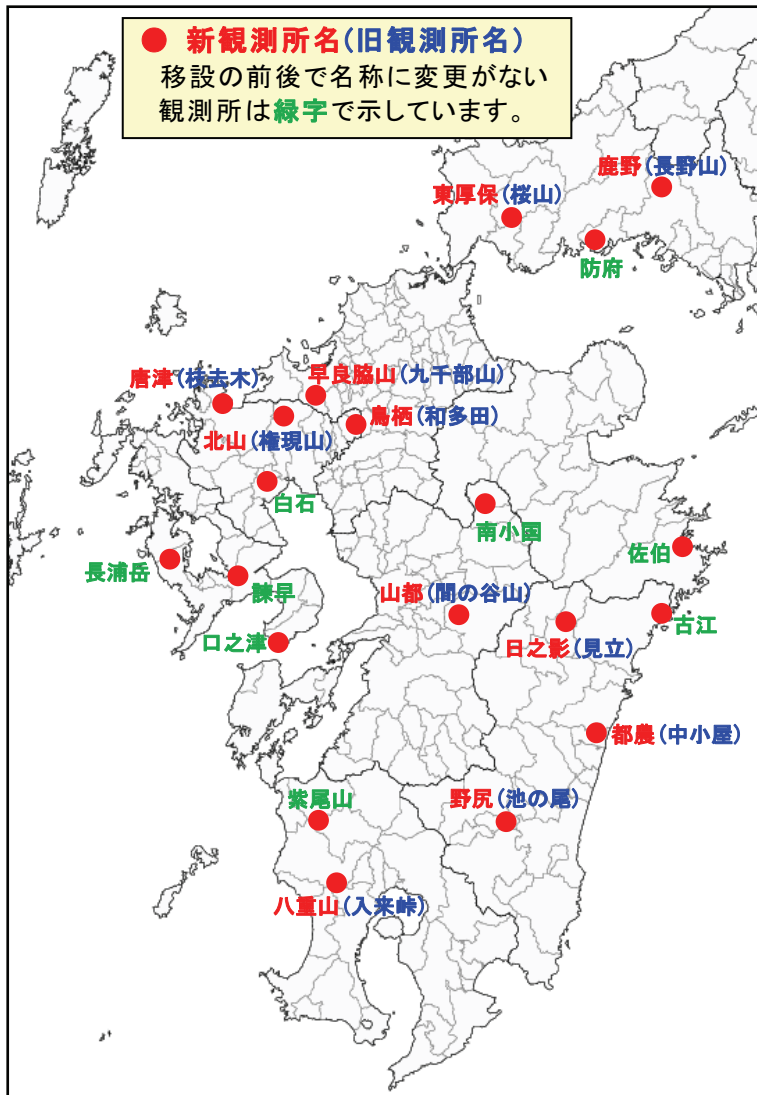 ● 新観測所名(旧観測所名)
移設の前後で名称に変更がない
観測所は緑字で示しています。
鹿野(長野山)
東厚保(桜山)
防府
唐津(枝去木)
早良脇山(九千部山)
鳥栖(和多田)
北山(権現山)
白石
南小国
佐伯
長浦岳
諫早
山都(間の谷山)
古江
口之津
日之影(見立)
都農(中小屋)
紫尾山
野尻(池の尾)
八重山(入来峠)